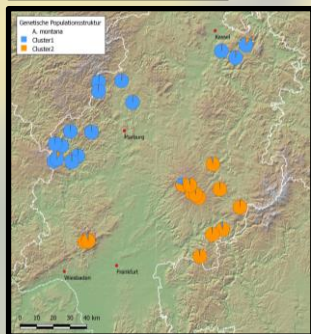 Genetische Populationsstruktur
A. montana
Cluster1
Cluster2
Kassel
Marburg
Wiesbaden
Frankfurt
0 10 20 30 40 km